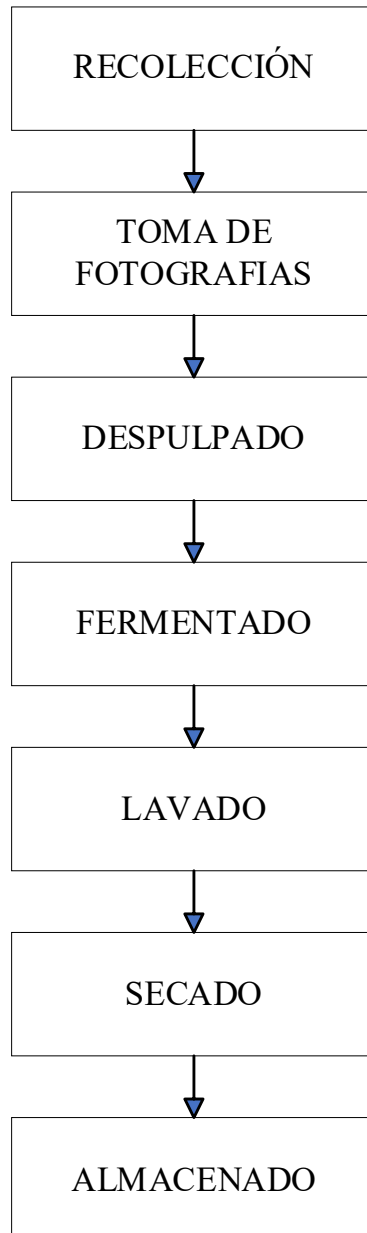 RECOLECCIÓN
TOMA DE
FOTOGRAFIAS
DESPULPADO
FERMENTADO
LAVADO
SECADO
ALMACENADO